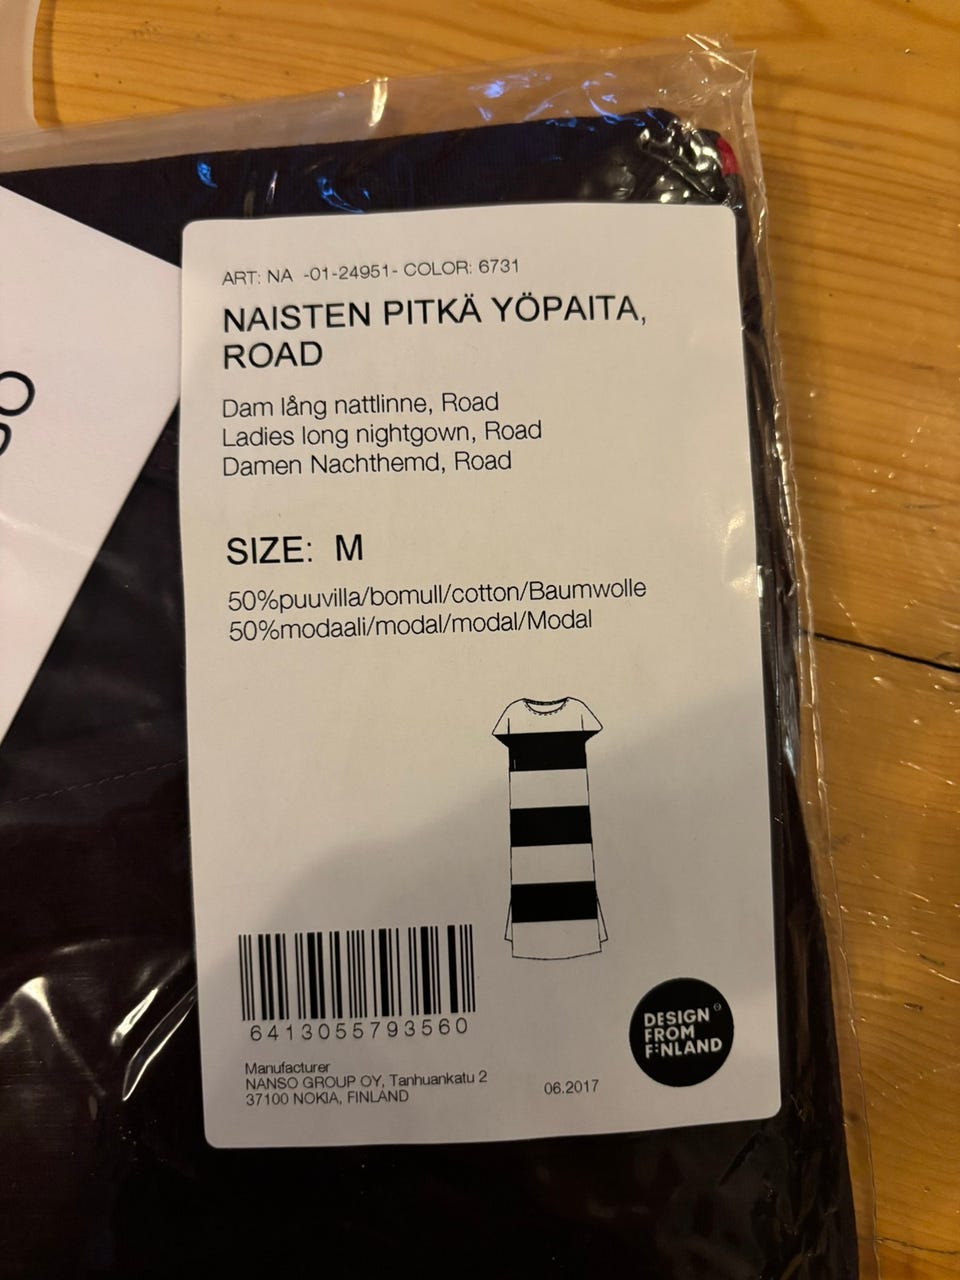 ART: NA -01-24951- COLOR: 6731
NAISTEN PITKÄ YÖPAITA,
ROAD
Dam lång nattlinne, Road
Ladies long nightgown, Road
Damen Nachthemd, Road
SIZE: M
50%puuvilla/bomull/cotton/Baumwolle
50%modaali/modal/modal/Modal
6413055793560
Manufacturer
NANSO GROUP OY, Tanhuankatu 2
37100 NOKIA, FINLAND
06.2017
DESIGN
FROM
FINLAND